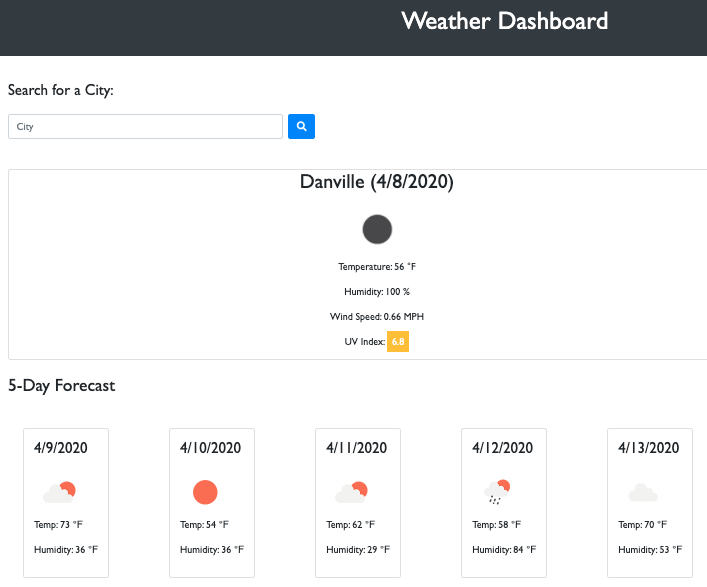 Weather Dashboard
Search for a City:
City
Danville (4/8/2020)
Temperature: 56 °F
Humidity: 100 %
Wind Speed: 0.66 MPH
UV Index: 6.8
5-Day Forecast
4/9/2020
Temp: 73 °F
Humidity: 36 °F
4/10/2020
Temp: 54 °F
Humidity: 36 °F
4/11/2020
Temp: 62 °F
Humidity: 29 °F
4/12/2020
Temp: 58 °F
Humidity: 84 °F
4/13/2020
Temp: 70 °F
Humidity: 53 °F